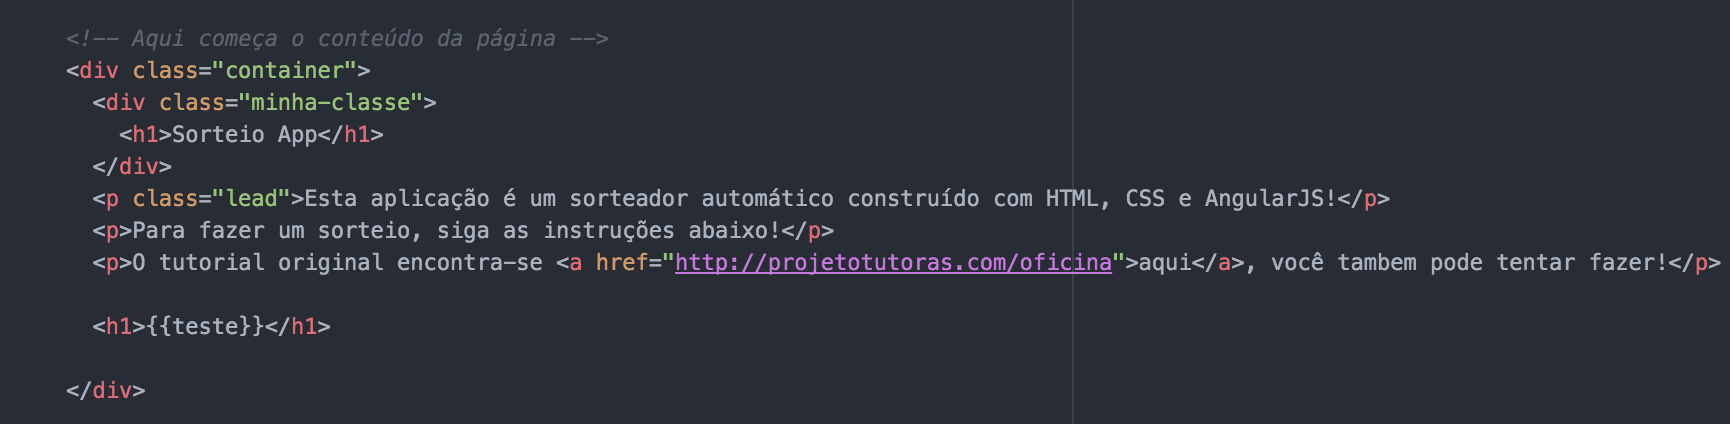 <!-- Aqui começa o conteúdo da página -->
<div class="container">
<div class="minha-classe">
<h1>Sorteio App</h1>
</div>
<p class="lead">Esta aplicação é um sorteador automático construído com HTML, CSS e AngularJS!</p>
<p>Para fazer um sorteio, siga as instruções abaixo!</p>
<p>O tutorial original encontra-se <a href="http://projetotutoras.com/oficina">aqui</a>, você tambem pode tentar fazer!</p>
<h1>{{teste}}</h1>
</div>